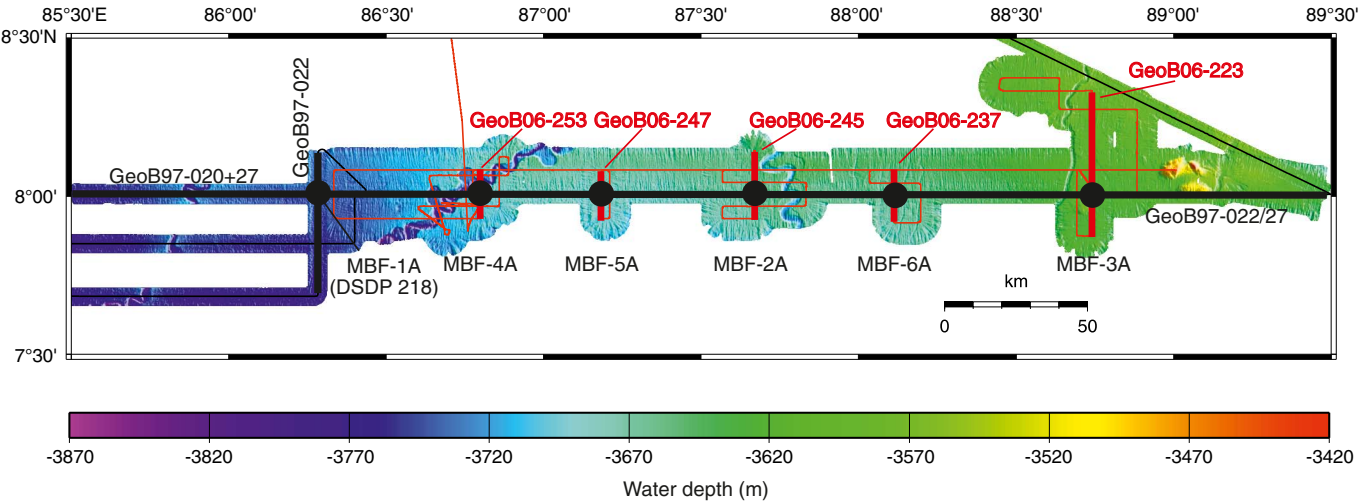 85°30'E 86°00' 86°30' 87°00' 87°30' 88°00' 88°30' 89°00' 89°30'
8°30'N
GeoB97-022
GeoB06-223
GeoB06-253 GeoB06-247 GeoB06-245 GeoB06-237
GeoB97-020+27
8°00'
GeoB97-022/27
MBF-1A MBF-4A MBF-5A MBF-2A MBF-6A MBF-3A
(DSDP 218)
km
0 50
7°30'
-3870 -3820 -3770 -3720 -3670 -3620 -3570 -3520 -3470 -3420
Water depth (m)